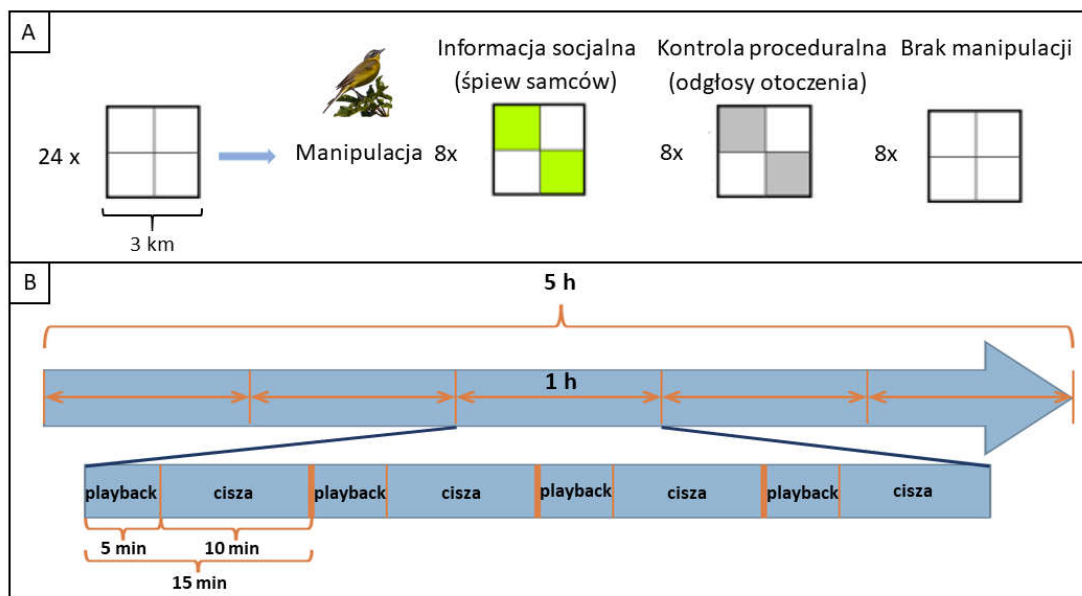 A
Informacja socjalna
(śpiew samców)
Kontrola proceduralna
(odgłosy otoczenia)
Brak manipulacji
24 x
Manipulacja
8x
8x
8x
3 km
B
5 h
1 h
playback
cisza
playback
cisza
playback
cisza
playback
cisza
5 min
10 min
15 min